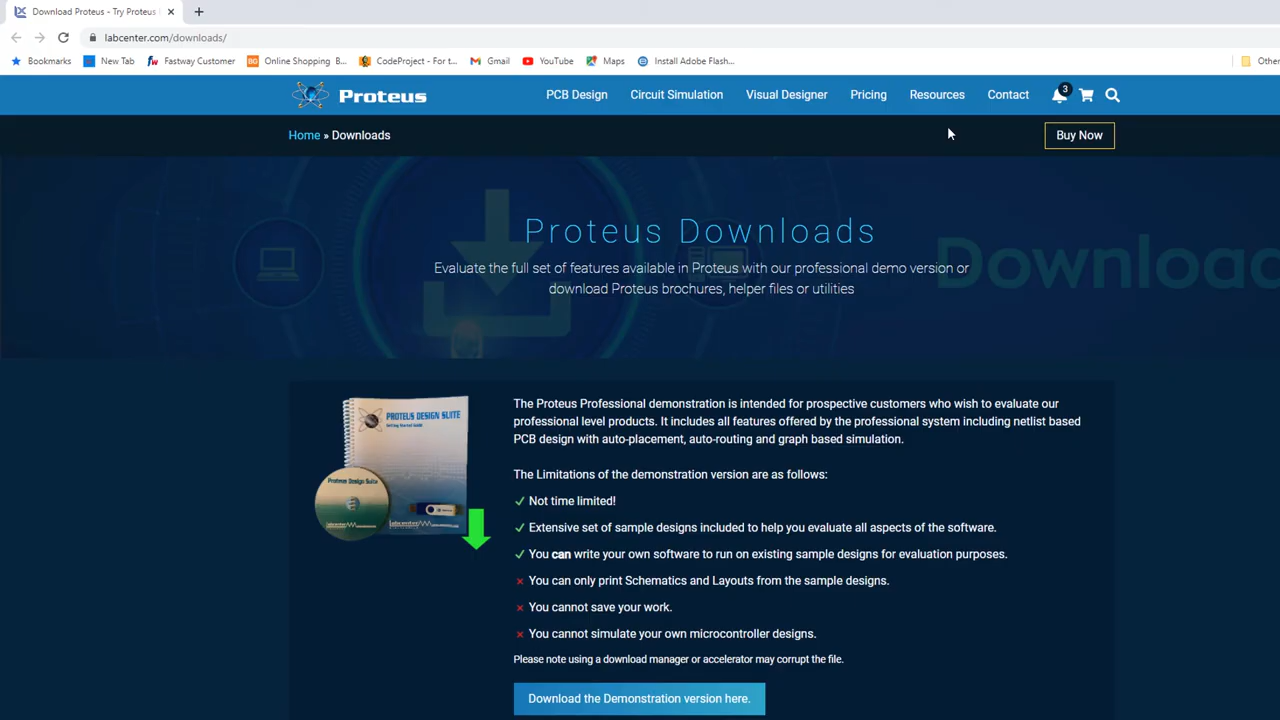 Download Proteus - Try Proteus
labcenter.com/downloads/
Bookmarks New Tab Fastway Customer Online Shopping B... CodeProject - For t... Gmail YouTube Maps Install Adobe Flash... Other
Proteus PCB Design Circuit Simulation Visual Designer Pricing Resources Contact 3
Home » Downloads Buy Now
Proteus Downloads
Evaluate the full set of features available in Proteus with our professional demo version or
download Proteus brochures, helper files or utilities
Download
PROTEUS DESIGN SUITE
Getting Started Guide
Proteus Design Suite
labcenter
The Proteus Professional demonstration is intended for prospective customers who wish to evaluate our
professional level products. It includes all features offered by the professional system including netlist based
PCB design with auto-placement, auto-routing and graph based simulation.
The Limitations of the demonstration version are as follows:
Not time limited!
Extensive set of sample designs included to help you evaluate all aspects of the software.
You can write your own software to run on existing sample designs for evaluation purposes.
You can only print Schematics and Layouts from the sample designs.
You cannot save your work.
You cannot simulate your own microcontroller designs.
Please note using a download manager or accelerator may corrupt the file.
Download the Demonstration version here.